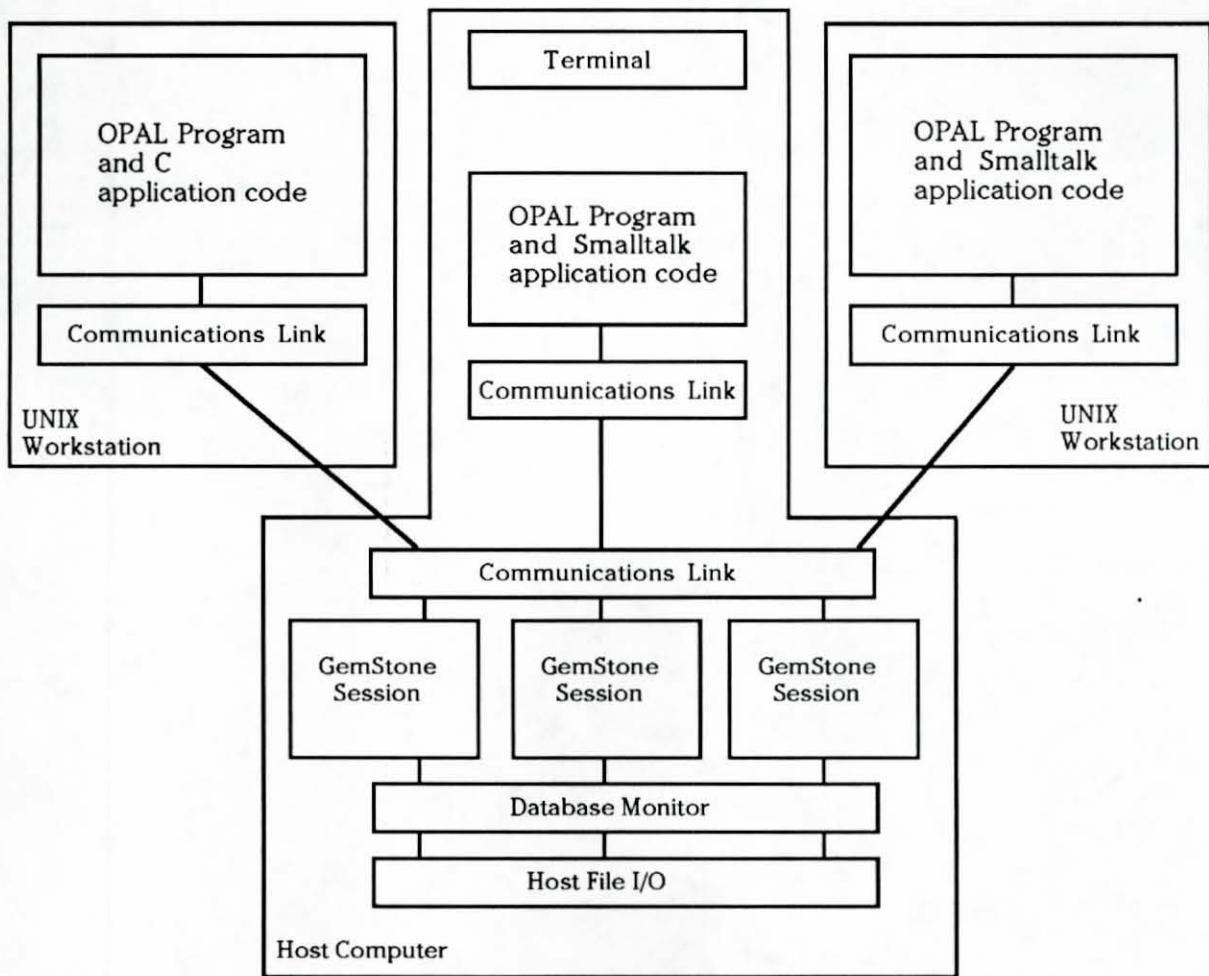 OPAL Program
and C
application code
Communications Link
UNIX
Workstation
Terminal
OPAL Program
and Smalltalk
application code
Communications Link
OPAL Program
and Smalltalk
application code
Communications Link
UNIX
Workstation
Communications Link
GemStone
Session
GemStone
Session
GemStone
Session
Database Monitor
Host File I/O
Host Computer